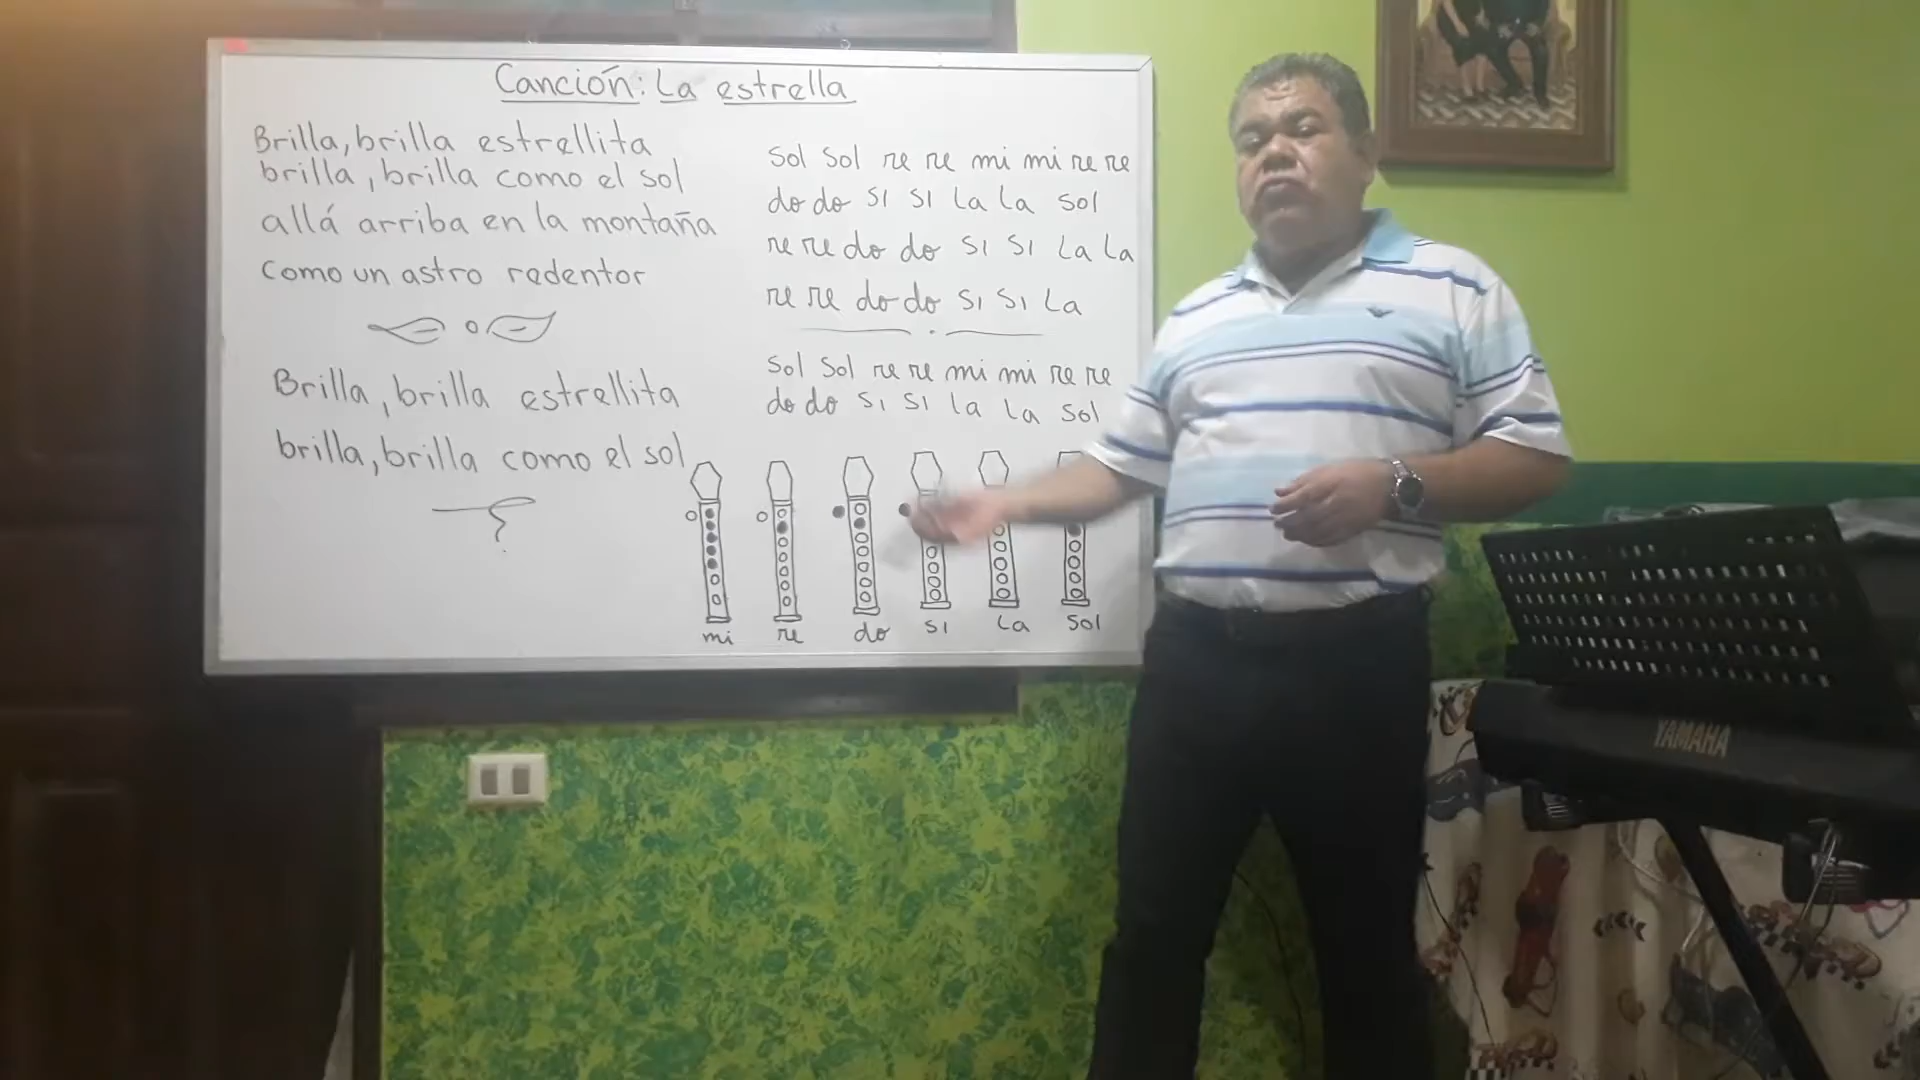 Canción: La estrella
Brilla, brilla estrellita
brilla, brilla como el sol
allá arriba en la montaña
como un astro redentor
Brilla, brilla estrellita
brilla, brilla como el sol
sol sol re re mi mi re re
do do si si la la sol
re re do do si si la la
re re do do si si la
sol sol re re mi mi re re
do do si si la la sol
mi re do si la sol
YAMAHA